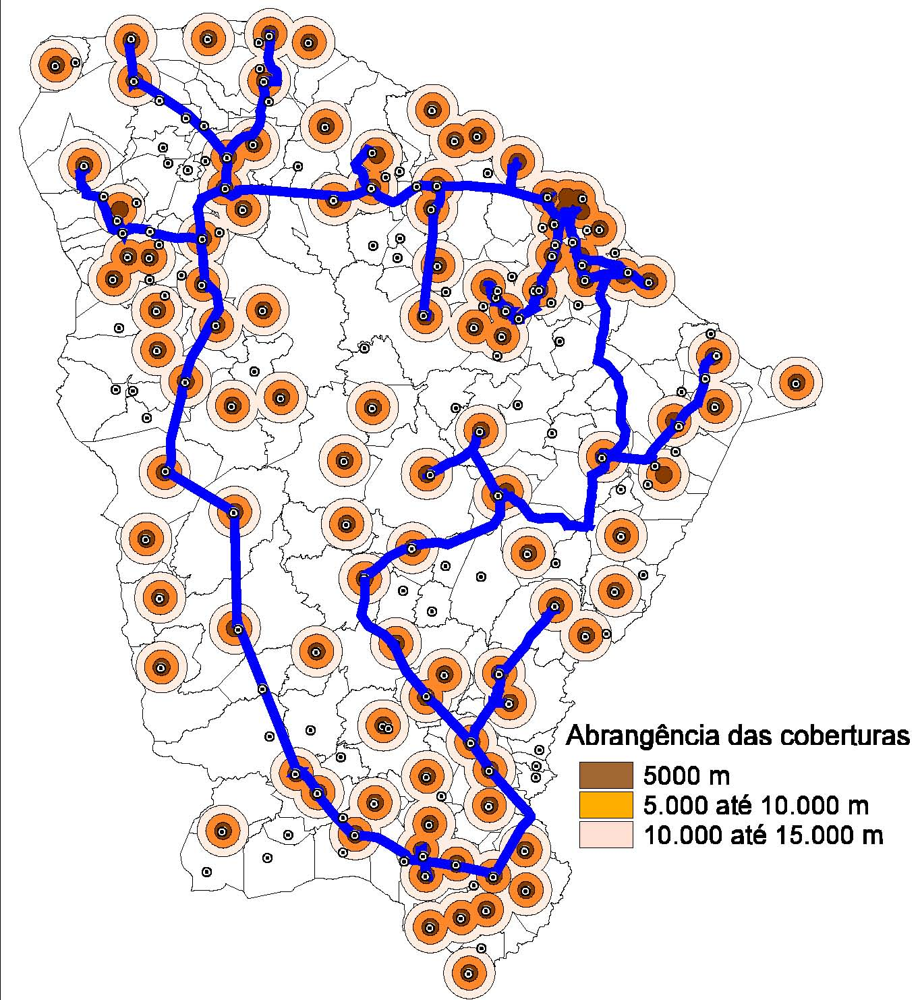 Abrangência das coberturas
5000 m
5.000 até 10.000 m
10.000 até 15.000 m